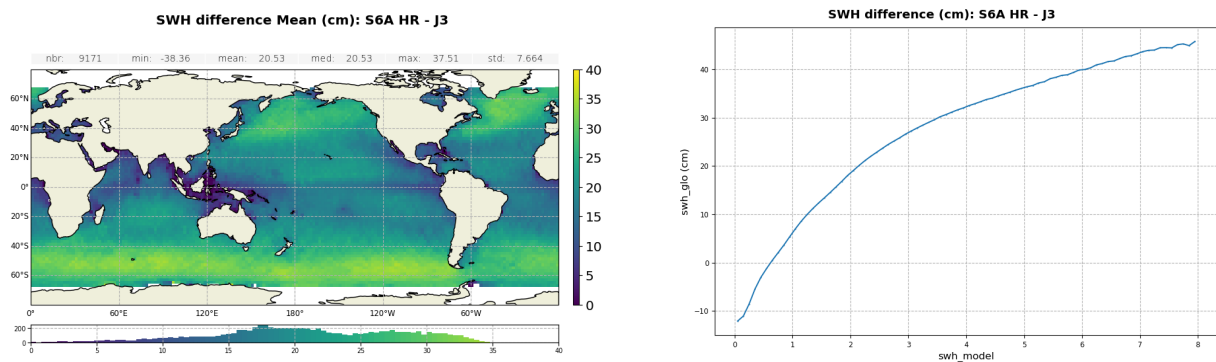 SWH difference Mean (cm): S6A HR - J3
nbr: 9171 min: -38.36 mean: 20.53 med: 20.53 max: 37.51 std: 7.664
60°N
40°N
20°N
0°
20°S
40°S
60°S
0° 60°E 120°E 180° 120°W 60°W
40
35
30
25
20
15
10
5
0
200
0
0 5 10 15 20 25 30 35 40
SWH difference (cm): S6A HR - J3
swh_glo (cm)
40
30
20
10
0
−10
0 1 2 3 4 5 6 7 8
swh_model